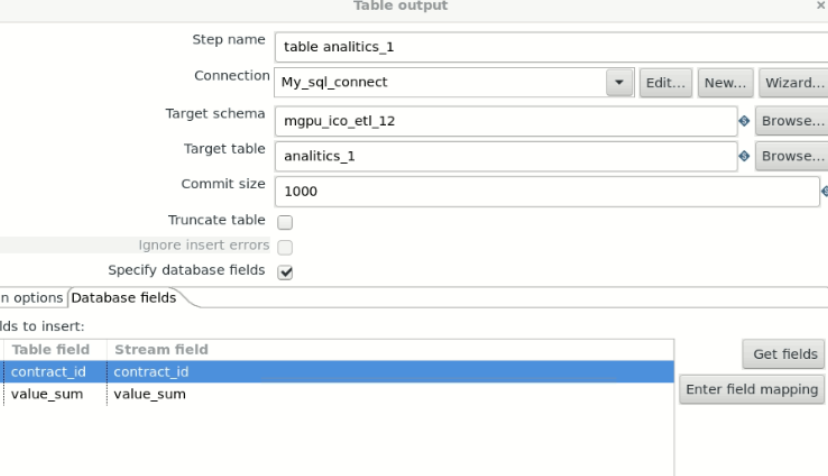 Table output ×
Step name table analitics_1
Connection My_sql_connect Edit... New... Wizard...
Target schema mgpu_ico_etl_12 Browse...
Target table analitics_1 Browse...
Commit size 1000
Truncate table
Ignore insert errors
Specify database fields
n options Database fields
lds to insert:
Table field Stream field Get fields
contract_id contract_id
value_sum value_sum Enter field mapping